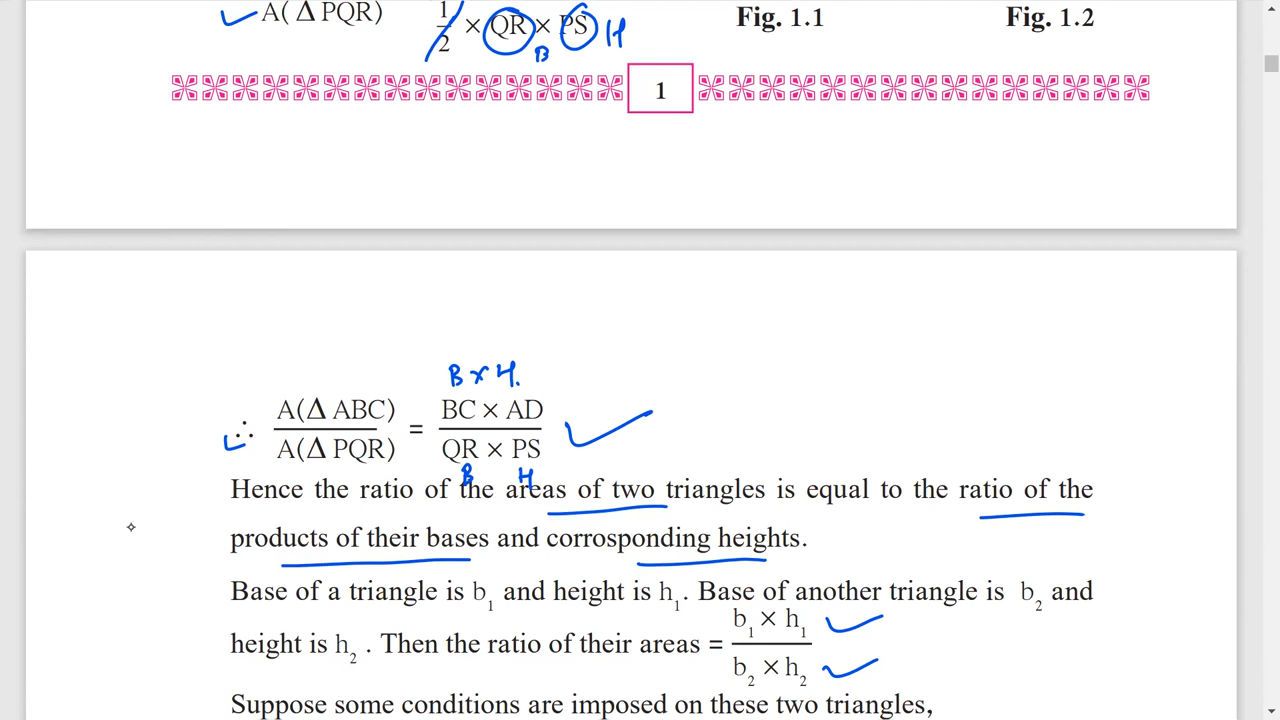 A( Δ PQR) 1/2 × QR × PS H Fig. 1.1 Fig. 1.2
B
1
B × H.
∴ A(Δ ABC)/A(Δ PQR) = BC × AD/QR × PS
B H
Hence the ratio of the areas of two triangles is equal to the ratio of the
products of their bases and corrosponding heights.
Base of a triangle is b₁ and height is h₁. Base of another triangle is b₂ and
height is h₂ . Then the ratio of their areas = b₁ × h₁/b₂ × h₂
Suppose some conditions are imposed on these two triangles,